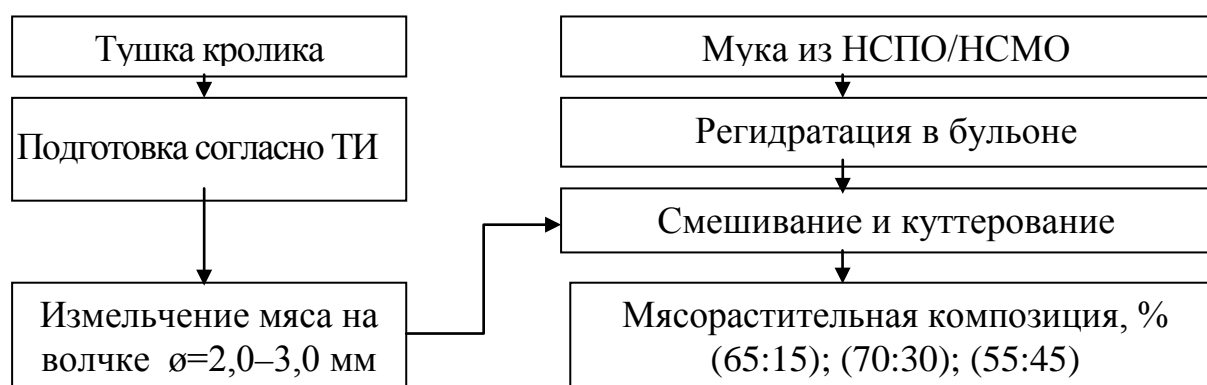 Тушка кролика
Подготовка согласно ТИ
Измельчение мяса на
волчке ø=2,0–3,0 мм
Мука из НСПО/НСМО
Регидратация в бульоне
Смешивание и куттерование
Мясорастительная композиция, %
(65:15); (70:30); (55:45)